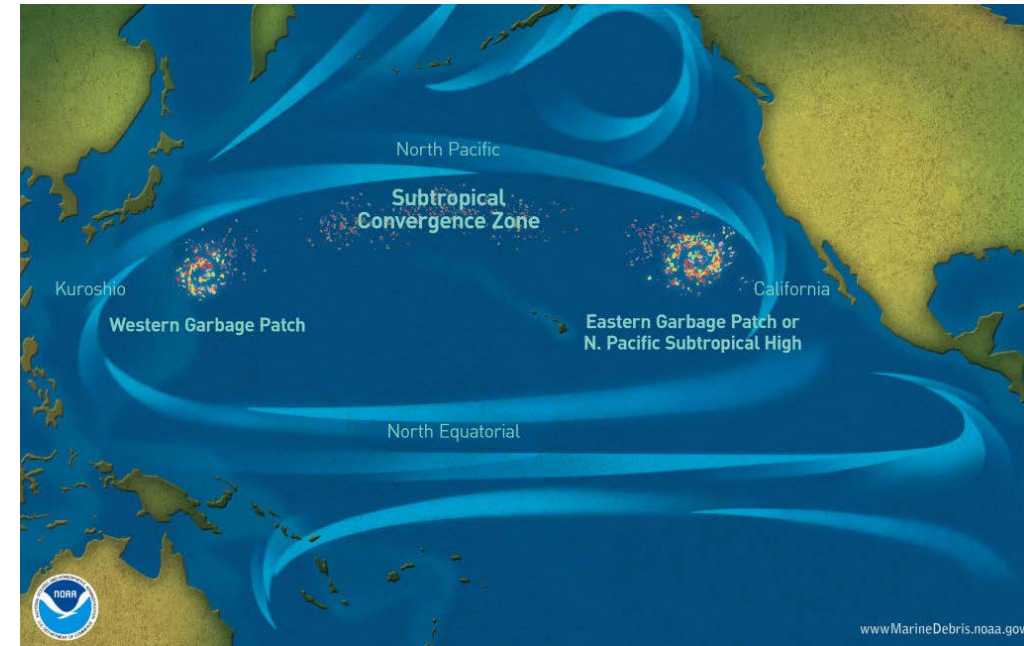 North Pacific
Subtropical
Convergence Zone
Kuroshio
California
Western Garbage Patch
Eastern Garbage Patch or
N. Pacific Subtropical High
North Equatorial
NOAA
www.MarineDebris.noaa.gov